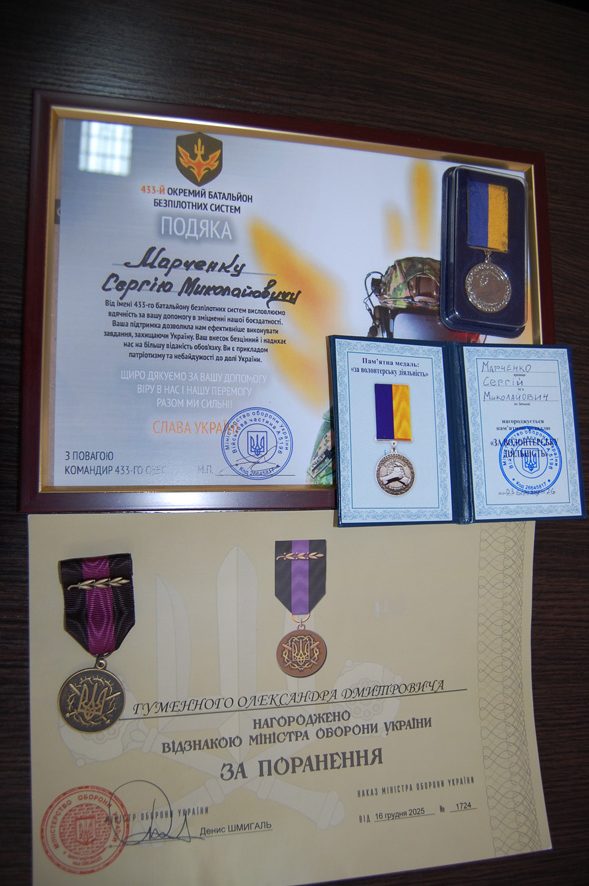 433-Й ОКРЕМИЙ БАТАЛЬЙОН
БЕЗПІЛОТНИХ СИСТЕМ
ПОДЯКА
Марченку
Сергію Миколайовичу
Від імені 433-го батальйону безпілотних систем висловлюємо
вдячність за вашу допомогу в зміцненні нашої боєздатності.
Ваша підтримка дозволила нам ефективніше виконувати
завдання, захищаючи Україну. Ваш внесок безцінний і надихає
нас на більшу відданість обов'язку. Ви є прикладом
патріотизму та небайдужості до долі України.
ЩИРО ДЯКУЄМО ЗА ВАШУ ДОПОМОГУ
ВІРУ В НАС І НАШУ ПЕРЕМОГУ
РАЗОМ МИ СИЛЬНІ
СЛАВА УКРАЇ
З ПОВАГОЮ
КОМАНДИР 433-ГО М.П.
Пам'ятна медаль:
«за волонтерську діяльність»
МАРЧЕНКО
СЕРГІЙ
МИКОЛАЙОВИЧ
нагороджується
«ЗА ВОЛОНТЕРСЬКУ
ДІЯЛЬНІСТЬ»
ГУМЕННОГО ОЛЕКСАНДРА ДМИТРОВИЧА
НАГОРОДЖЕНО
ВІДЗНАКОЮ МІНІСТРА ОБОРОНИ УКРАЇНИ
ЗА ПОРАНЕННЯ
НАКАЗ МІНІСТРА ОБОРОНИ УКРАЇНИ
ВІД 16 грудня 2025 № 1724
МІНІСТР ОБОРОНИ УКРАЇНИ
Денис ШМИГАЛЬ